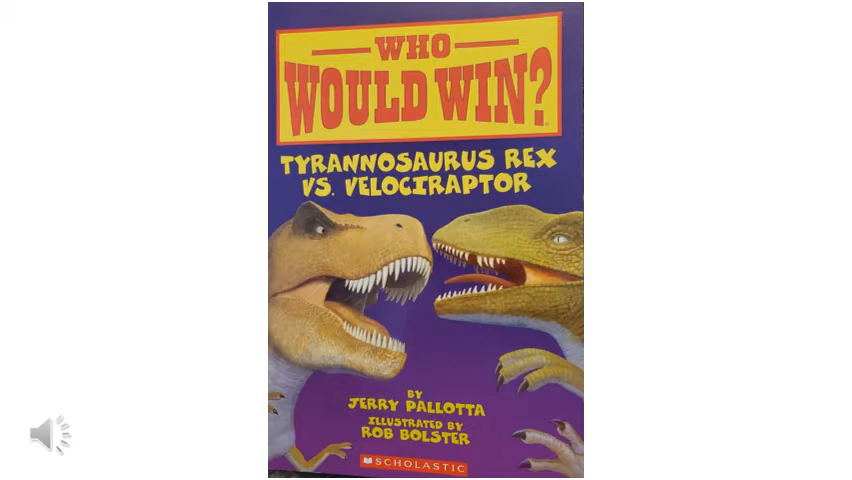 WHO
WOULD WIN?
TYRANNOSAURUS REX
VS. VELOCIRAPTOR
BY
JERRY PALLOTTA
ILLUSTRATED BY
ROB BOLSTER
SCHOLASTIC